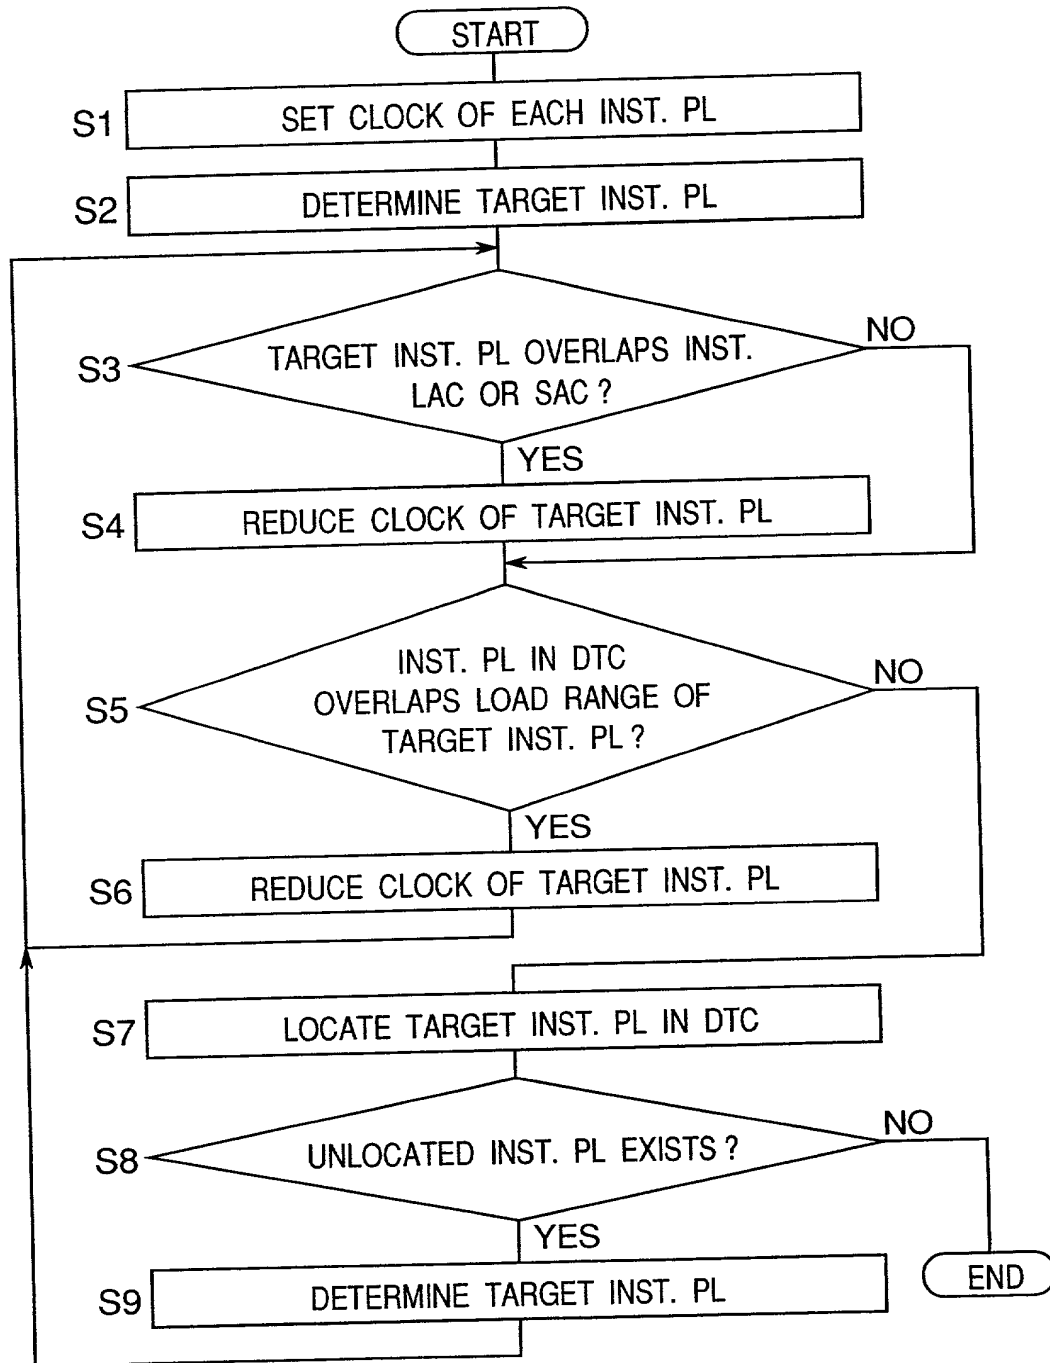 START
S1
SET CLOCK OF EACH INST. PL
S2
DETERMINE TARGET INST. PL
S3
TARGET INST. PL OVERLAPS INST.
LAC OR SAC ?
NO
YES
S4
REDUCE CLOCK OF TARGET INST. PL
S5
INST. PL IN DTC
OVERLAPS LOAD RANGE OF
TARGET INST. PL ?
NO
YES
S6
REDUCE CLOCK OF TARGET INST. PL
S7
LOCATE TARGET INST. PL IN DTC
S8
UNLOCATED INST. PL EXISTS ?
NO
YES
S9
DETERMINE TARGET INST. PL
END